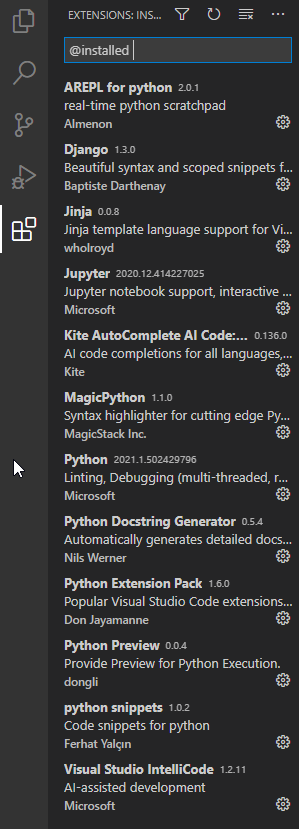 EXTENSIONS: INS...
@installed
AREPL for python 2.0.1
real-time python scratchpad
Almenon
Django 1.3.0
Beautiful syntax and scoped snippets f...
Baptiste Darthenay
Jinja 0.0.8
Jinja template language support for Vi...
wholroyd
Jupyter 2020.12.414227025
Jupyter notebook support, interactive ...
Microsoft
Kite AutoComplete AI Code:... 0.136.0
AI code completions for all languages,...
Kite
MagicPython 1.1.0
Syntax highlighter for cutting edge Py...
MagicStack Inc.
Python 2021.1.502429796
Linting, Debugging (multi-threaded, r...
Microsoft
Python Docstring Generator 0.5.4
Automatically generates detailed docs...
Nils Werner
Python Extension Pack 1.6.0
Popular Visual Studio Code extensions...
Don Jayamanne
Python Preview 0.0.4
Provide Preview for Python Execution.
dongli
python snippets 1.0.2
Code snippets for python
Ferhat Yalçın
Visual Studio IntelliCode 1.2.11
AI-assisted development
Microsoft